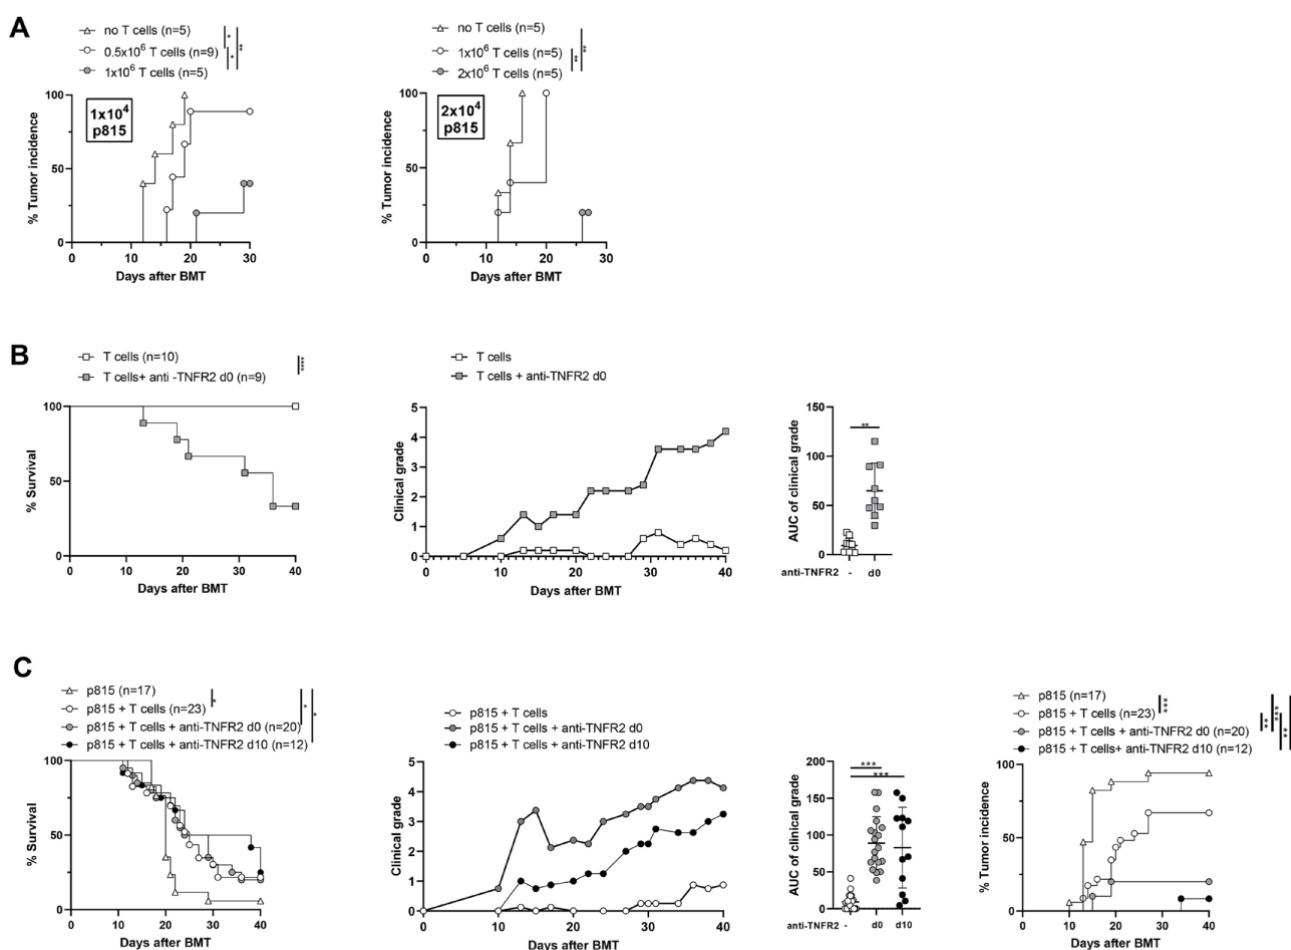 A
no T cells (n=5)
0.5x10⁶ T cells (n=9)
1x10⁶ T cells (n=5)
*
*
**
1x10⁴
p815
% Tumor incidence
100
50
0
0 10 20 30
Days after BMT
no T cells (n=5)
1x10⁶ T cells (n=5)
2x10⁶ T cells (n=5)
**
**
2x10⁴
p815
% Tumor incidence
100
50
0
0 10 20 30
Days after BMT
B
T cells (n=10)
T cells+ anti -TNFR2 d0 (n=9)
****
% Survival
100
50
0
0 10 20 30 40
Days after BMT
T cells
T cells + anti-TNFR2 d0
Clinical grade
5
4
3
2
1
0
0 10 20 30 40
Days after BMT
AUC of clinical grade
150
100
50
0
**
anti-TNFR2 - d0
C
p815 (n=17)
p815 + T cells (n=23)
p815 + T cells + anti-TNFR2 d0 (n=20)
p815 + T cells + anti-TNFR2 d10 (n=12)
*
*
*
% Survival
100
50
0
0 10 20 30 40
Days after BMT
p815 + T cells
p815 + T cells + anti-TNFR2 d0
p815 + T cells + anti-TNFR2 d10
Clinical grade
5
4
3
2
1
0
0 10 20 30 40
Days after BMT
AUC of clinical grade
200
150
100
50
0
***
***
anti-TNFR2 - d0 d10
p815 (n=17)
p815 + T cells (n=23)
p815 + T cells + anti-TNFR2 d0 (n=20)
p815 + T cells+ anti-TNFR2 d10 (n=12)
****
**
***
**
% Tumor incidence
100
50
0
0 10 20 30 40
Days after BMT